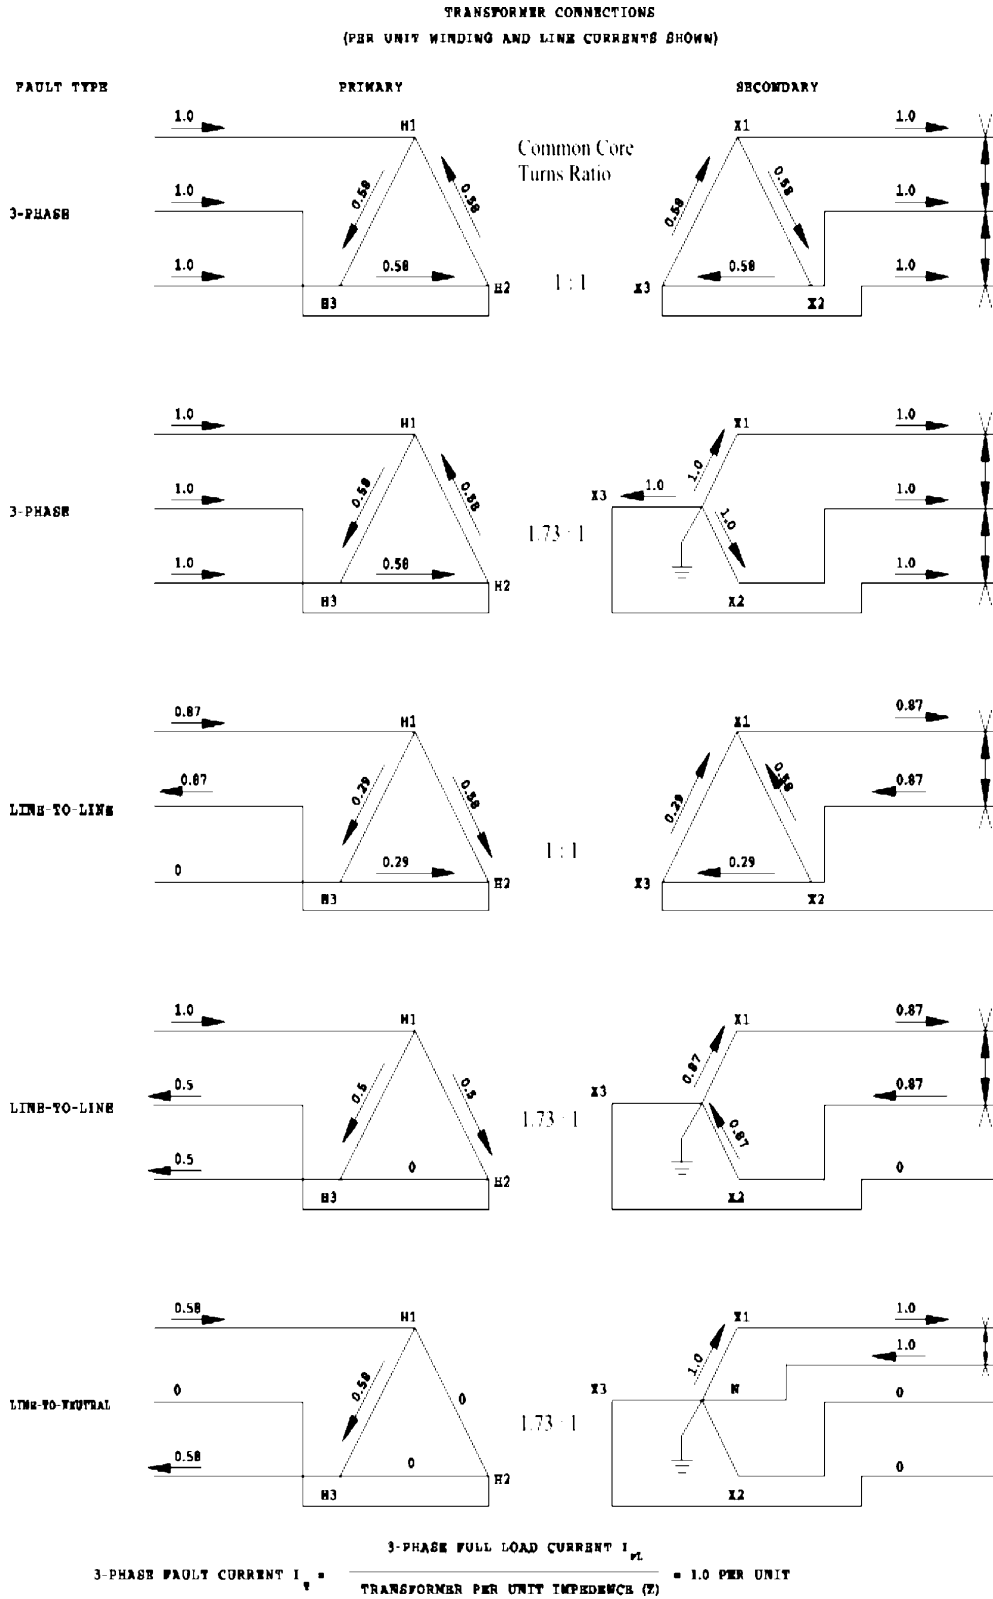 TRANSFORMER CONNECTIONS
(PER UNIT WINDING AND LINE CURRENTS SHOWN)
FAULT TYPE PRIMARY SECONDARY
1.0 H1 X1 1.0
Common Core
Turns Ratio
0.58 0.58 0.58 0.58
3-PHASE 1.0 1.0
1.0 0.58 H2 1 : 1 X3 0.58 1.0
H3 X2
1.0 H1 X1 1.0
0.58 0.58 1.0
3-PHASE 1.0 X3 1.0 1.0
1.73 : 1 1.0
1.0 0.58 H2 1.0
H3 X2
0.87 H1 X1 0.87
0.29 0.58 0.29 0.58
LINE-TO-LINE 0.87 0.87
1 : 1
0 0.29 H2 X3 0.29
H3 X2
1.0 H1 X1 0.87
0.5 0.5 0.87
LINE-TO-LINE 0.5 X3 0.87
1.73 : 1 0.87
0.5 0 H2 0
H3 X2
0.58 H1 X1 1.0
0.58 1.0 1.0
LINE-TO-NEUTRAL 0 0 X3 N 0
1.73 : 1
0.58 0 H2 0
H3 X2
3-PHASE FAULT CURRENT I = 3-PHASE FULL LOAD CURRENT I FL
TRANSFORMER PER UNIT IMPEDENCE (Z) = 1.0 PER UNIT